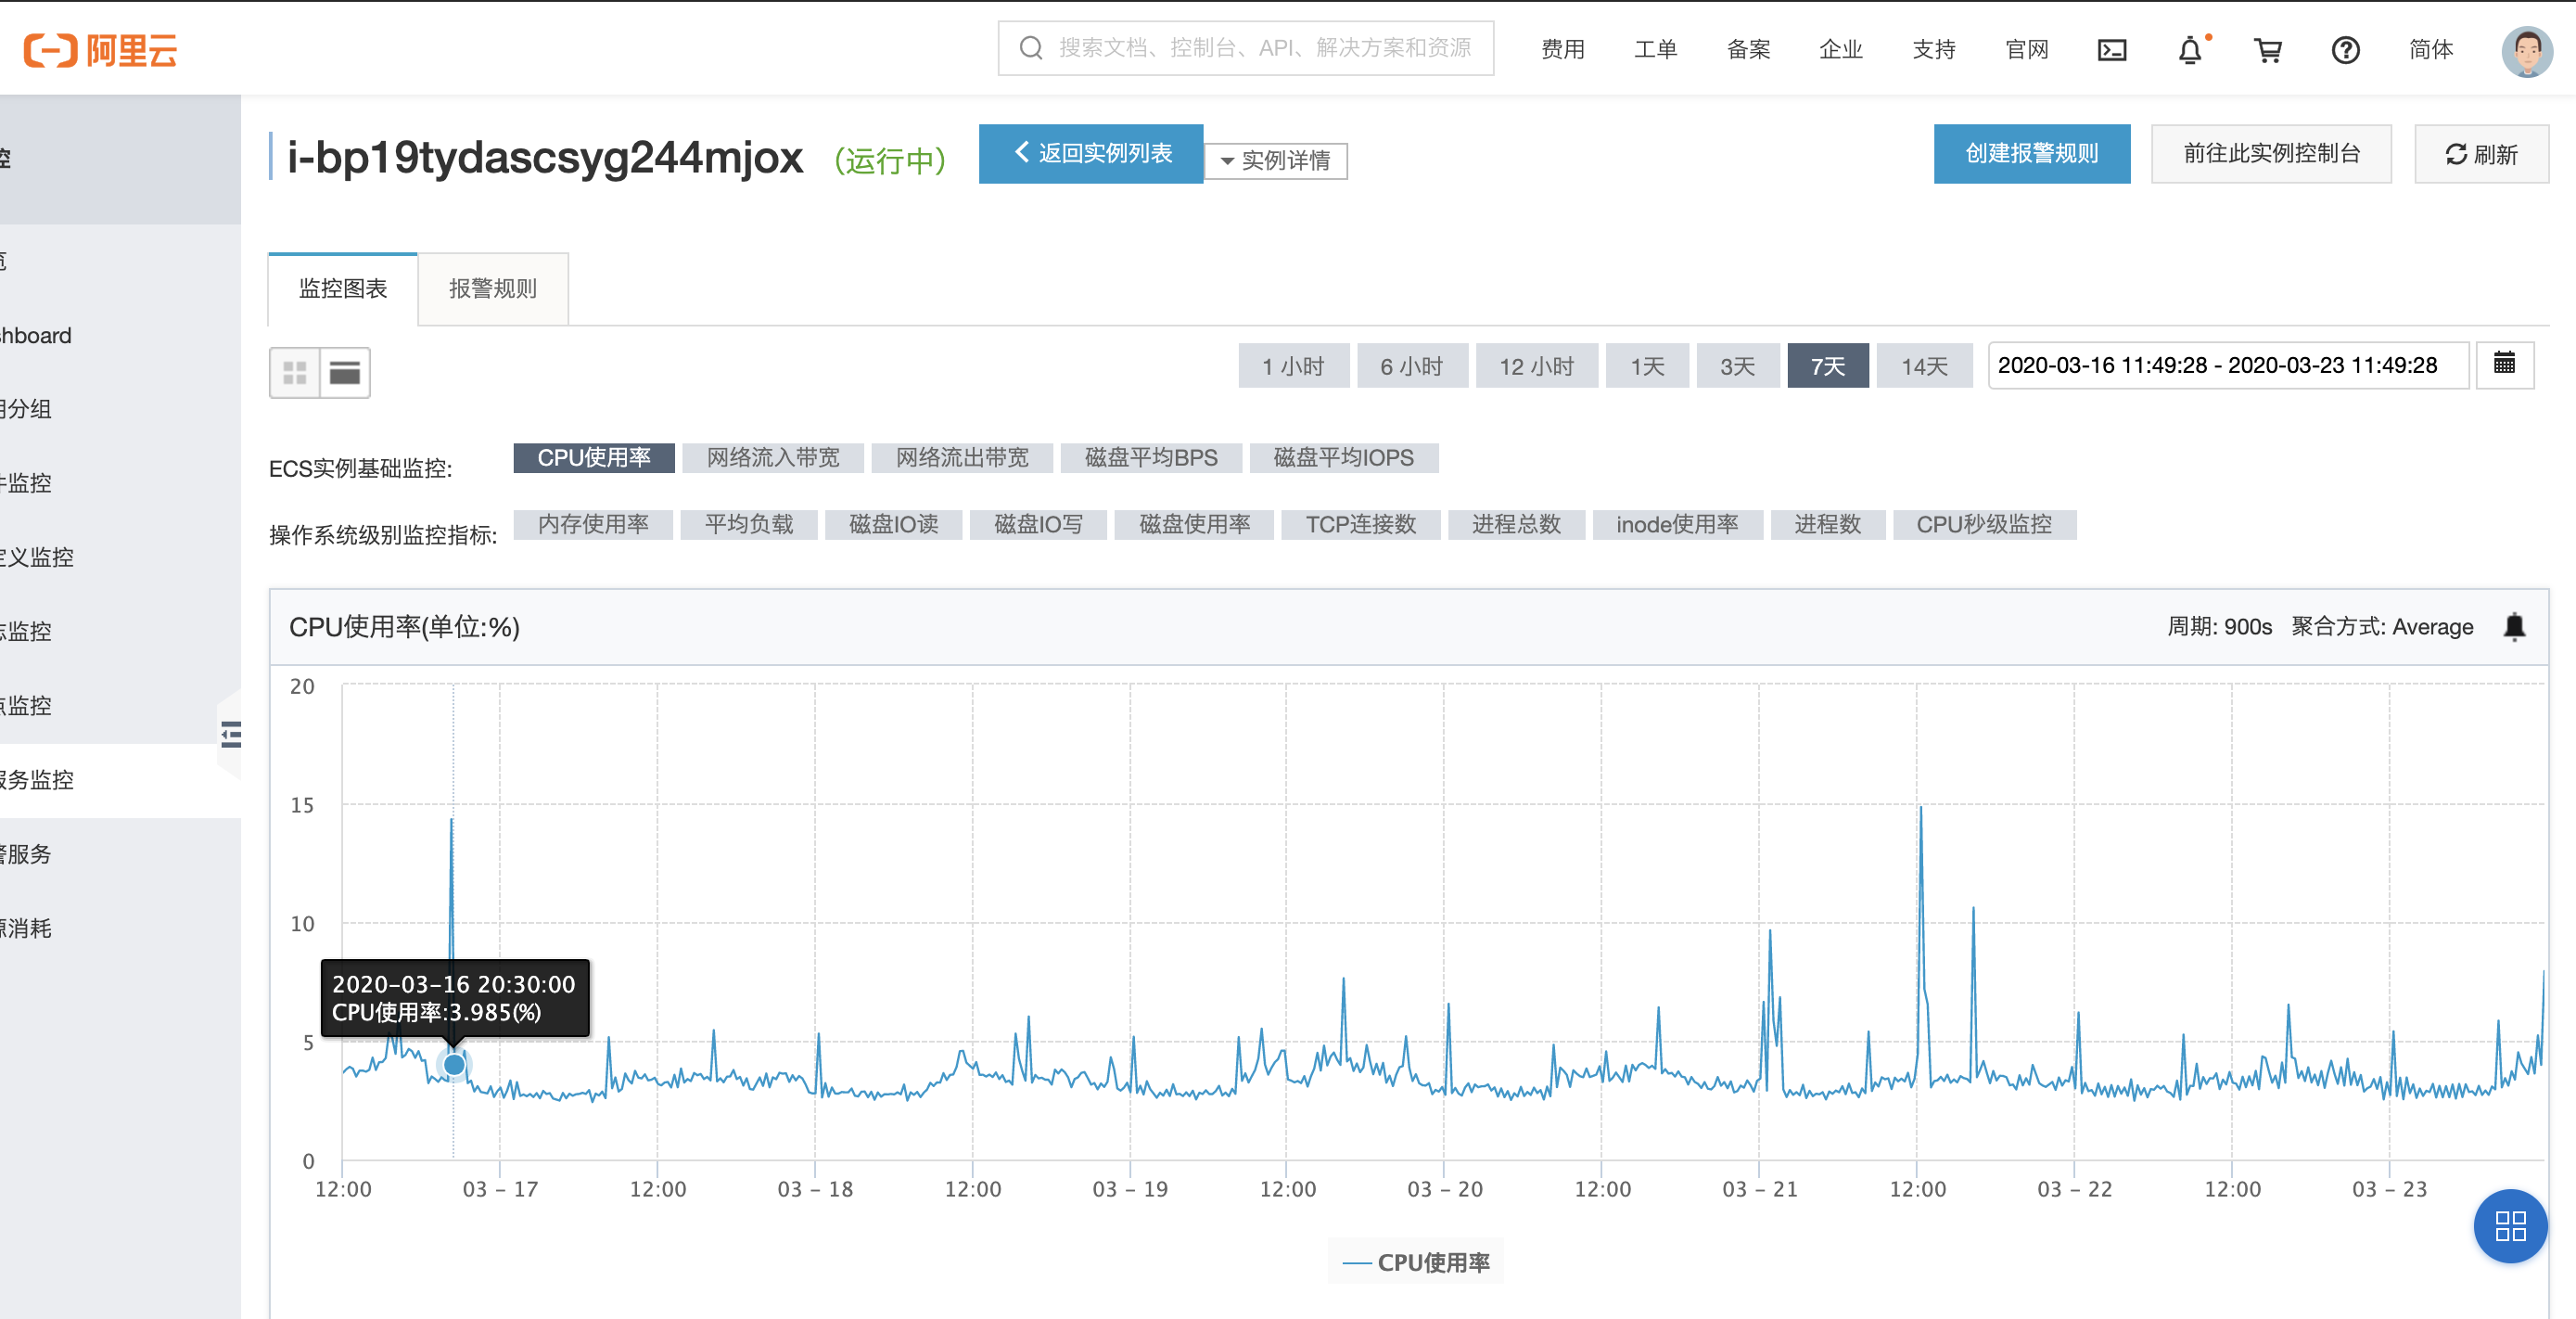 阿里云
搜索文档、控制台、API、解决方案和资源
费用 工单 备案 企业 支持 官网 简体
控
i-bp19tydascsyg244mjox (运行中) 返回实例列表 实例详情 创建报警规则 前往此实例控制台 刷新
览
监控图表 报警规则
shboard
1 小时 6 小时 12 小时 1天 3天 7天 14天 2020-03-16 11:49:28 - 2020-03-23 11:49:28
用分组
ECS实例基础监控: CPU使用率 网络流入带宽 网络流出带宽 磁盘平均BPS 磁盘平均IOPS
件监控
操作系统级别监控指标: 内存使用率 平均负载 磁盘IO读 磁盘IO写 磁盘使用率 TCP连接数 进程总数 inode使用率 进程数 CPU秒级监控
定义监控
志监控
点监控
服务监控
警服务
源消耗
CPU使用率(单位:%) 周期: 900s 聚合方式: Average
20
15
10
5
0
2020-03-16 20:30:00
CPU使用率:3.985(%)
12:00 03-17 12:00 03-18 12:00 03-19 12:00 03-20 12:00 03-21 12:00 03-22 12:00 03-23
CPU使用率